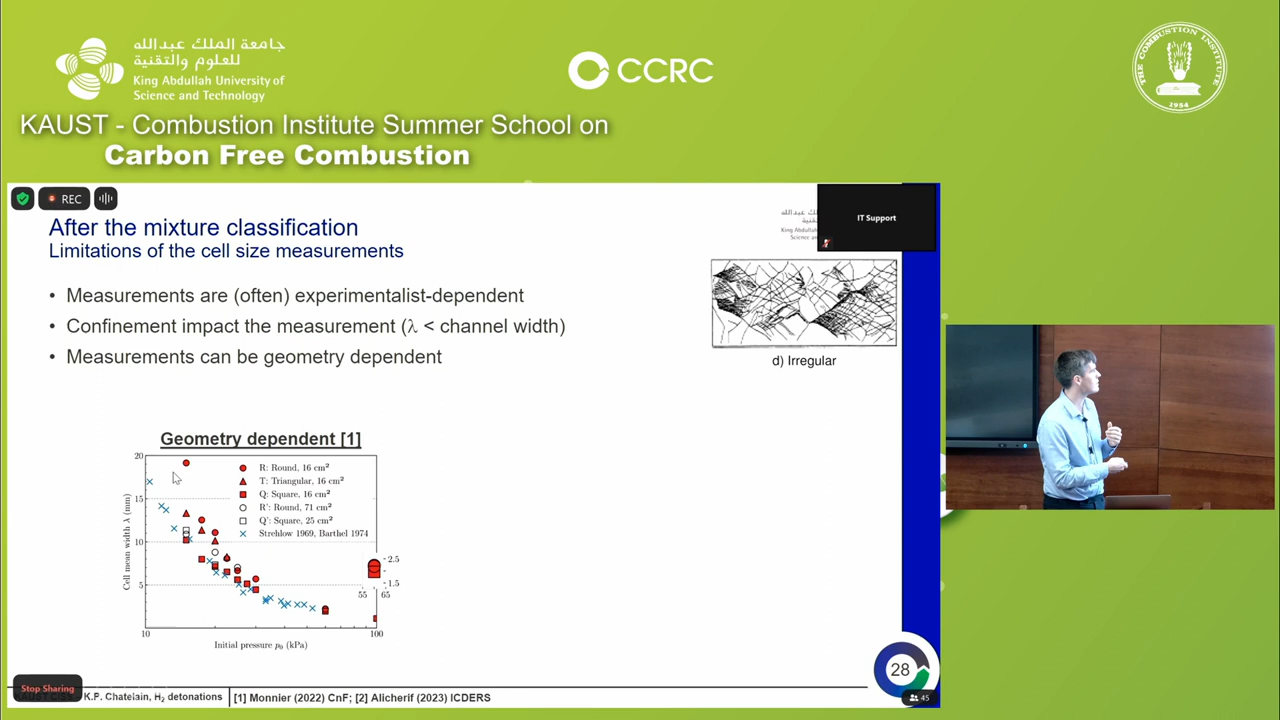 جامعة الملك عبدالله
للعلوم والتقنية
King Abdullah University of
Science and Technology
CCRC
THE COMBUSTION INSTITUTE
1954
KAUST - Combustion Institute Summer School on
Carbon Free Combustion
REC
IT Support
After the mixture classification
Limitations of the cell size measurements
• Measurements are (often) experimentalist-dependent
• Confinement impact the measurement (λ < channel width)
• Measurements can be geometry dependent
d) Irregular
Geometry dependent [1]
20
15
10
5
Cell mean width λ (mm)
R: Round, 16 cm²
T: Triangular, 16 cm²
Q: Square, 16 cm²
R': Round, 71 cm²
Q': Square, 25 cm²
Strehlow 1969, Barthel 1974
2.5
1.5
55 65
10 100
Initial pressure p₀ (kPa)
28
Stop Sharing
K.P. Chatelain, H₂ detonations
[1] Monnier (2022) CnF; [2] Alicherif (2023) ICDERS
45